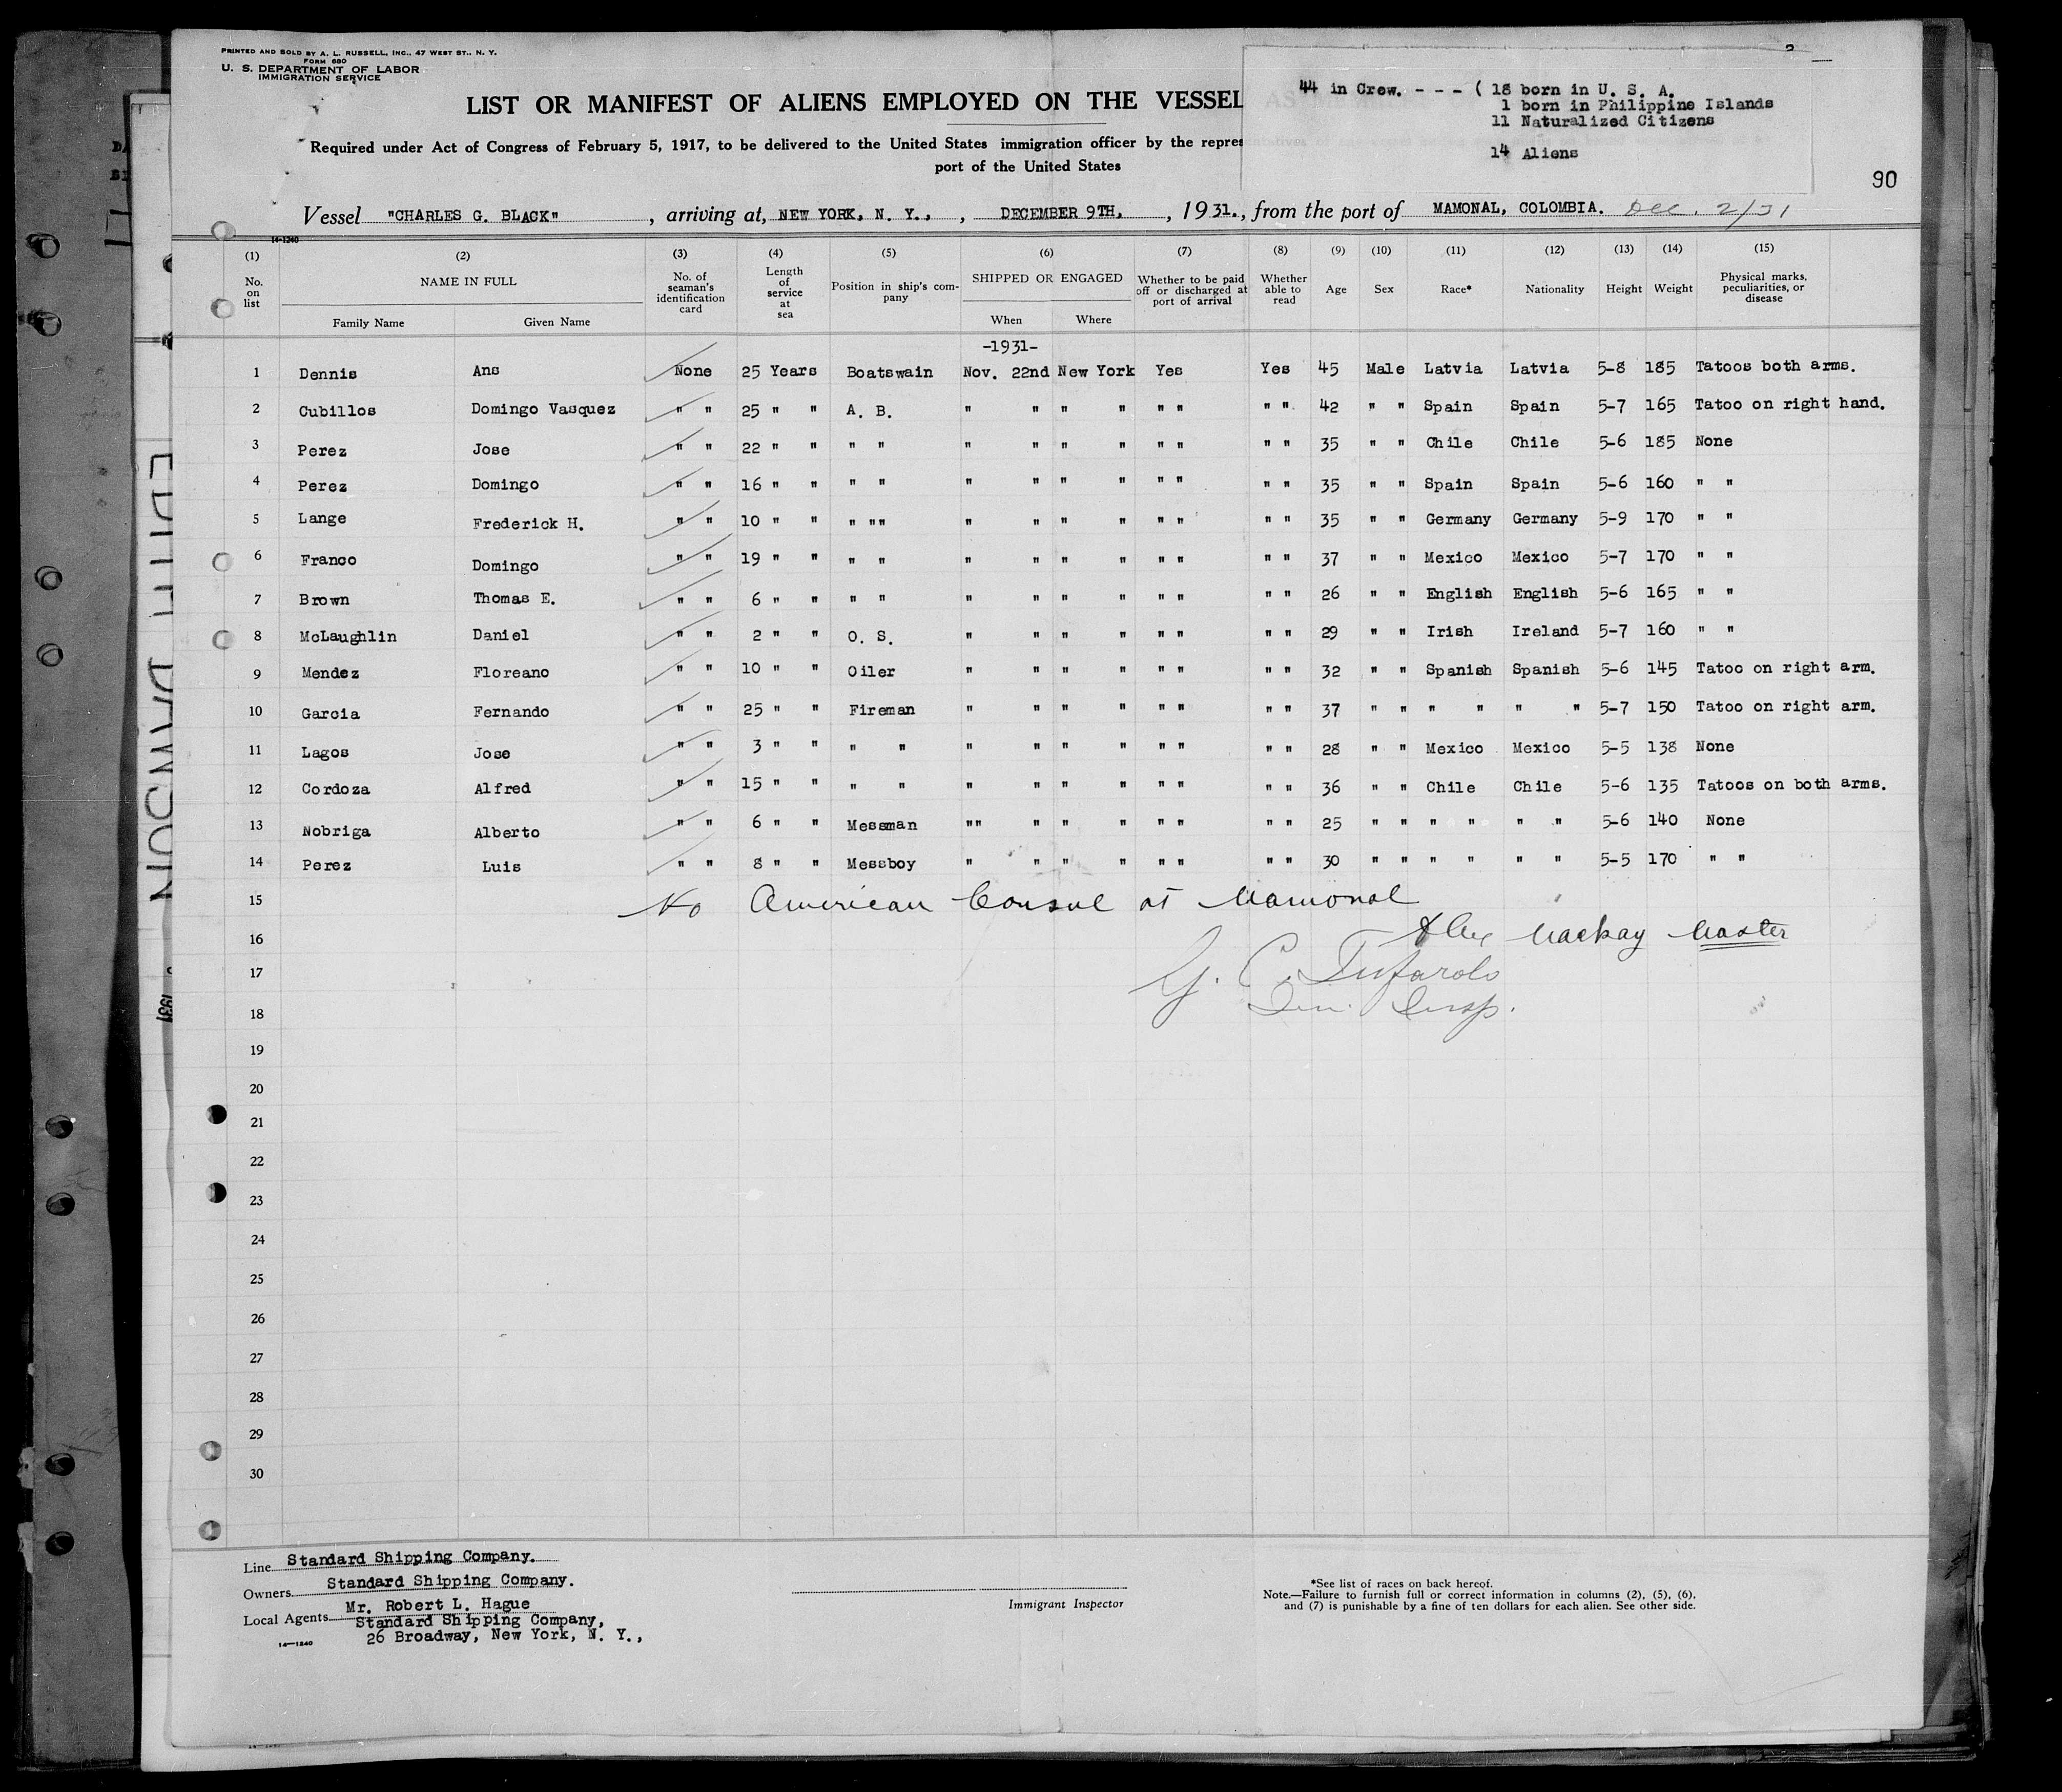 PRINTED AND SOLD BY A. L. RUSSELL, INC., 47 WEST ST., N. Y.
FORM 680
U. S. DEPARTMENT OF LABOR
IMMIGRATION SERVICE
44 in Crew. - - - ( 18 born in U. S. A.
1 born in Philippine Islands
11 Naturalized Citizens
14 Aliens
LIST OR MANIFEST OF ALIENS EMPLOYED ON THE VESSEL
Required under Act of Congress of February 5, 1917, to be delivered to the United States immigration officer by the repres
port of the United States
90
Vessel "CHARLES G. BLACK" , arriving at, NEW YORK, N. Y., , DECEMBER 9TH, , 1931., from the port of MAMONAL, COLOMBIA. Dec. 2/31
14-1240
(1) (2) (3) (4) (5) (6) (7) (8) (9) (10) (11) (12) (13) (14) (15)
No. on list NAME IN FULL Family Name Given Name No. of seaman's identification card Length of service at sea Position in ship's company SHIPPED OR ENGAGED When Where Whether to be paid off or discharged at port of arrival Whether able to read Age Sex Race* Nationality Height Weight Physical marks, peculiarities, or disease
-1931-
1 Dennis Ans None 25 Years Boatswain Nov. 22nd New York Yes Yes 45 Male Latvia Latvia 5-8 185 Tatoos both arms.
2 Cubillos Domingo Vasquez " " 25 " " A. B. " " " " " " " " 42 " " Spain Spain 5-7 165 Tatoo on right hand.
3 Perez Jose " " 22 " " " " " " " " " " " " 35 " " Chile Chile 5-6 185 None
4 Perez Domingo " " 16 " " " " " " " " " " " " 35 " " Spain Spain 5-6 160 " "
5 Lange Frederick H. " " 10 " " " "" " " " " " " " " 35 " " Germany Germany 5-9 170 " "
6 Franco Domingo " " 19 " " " " " " " " " " " " 37 " " Mexico Mexico 5-7 170 " "
7 Brown Thomas E. " " 6 " " " " " " " " " " " " 26 " " English English 5-6 165 " "
8 McLaughlin Daniel " " 2 " " O. S. " " " " " " " " 29 " " Irish Ireland 5-7 160 " "
9 Mendez Floreano " " 10 " " Oiler " " " " " " " " 32 " " Spanish Spanish 5-6 145 Tatoo on right arm.
10 Garcia Fernando " " 25 " " Fireman " " " " " " " " 37 " " " " " " 5-7 150 Tatoo on right arm.
11 Lagos Jose " " 3 " " " " " " " " " " " " 28 " " Mexico Mexico 5-5 138 None
12 Cordoza Alfred " " 15 " " " " " " " " " " " " 36 " " Chile Chile 5-6 135 Tatoos on both arms.
13 Nobriga Alberto " " 6 " " Messman "" " " " " " " " 25 " " " " " " 5-6 140 None
14 Perez Luis " " 8 " " Messboy " " " " " " " " 30 " " " " " " 5-5 170 " "
15 No American Consul at Mamonal
16 Alex Mackay Master
17 G. C. Tufarolo
18 Im. Insp.
19
20
21
22
23
24
25
26
27
28
29
30
Line Standard Shipping Company.
Owners Standard Shipping Company.
Local Agents Mr. Robert L. Hague
Standard Shipping Company,
26 Broadway, New York, N. Y.,
14-1240
Immigrant Inspector
*See list of races on back hereof.
Note.—Failure to furnish full or correct information in columns (2), (5), (6),
and (7) is punishable by a fine of ten dollars for each alien. See other side.